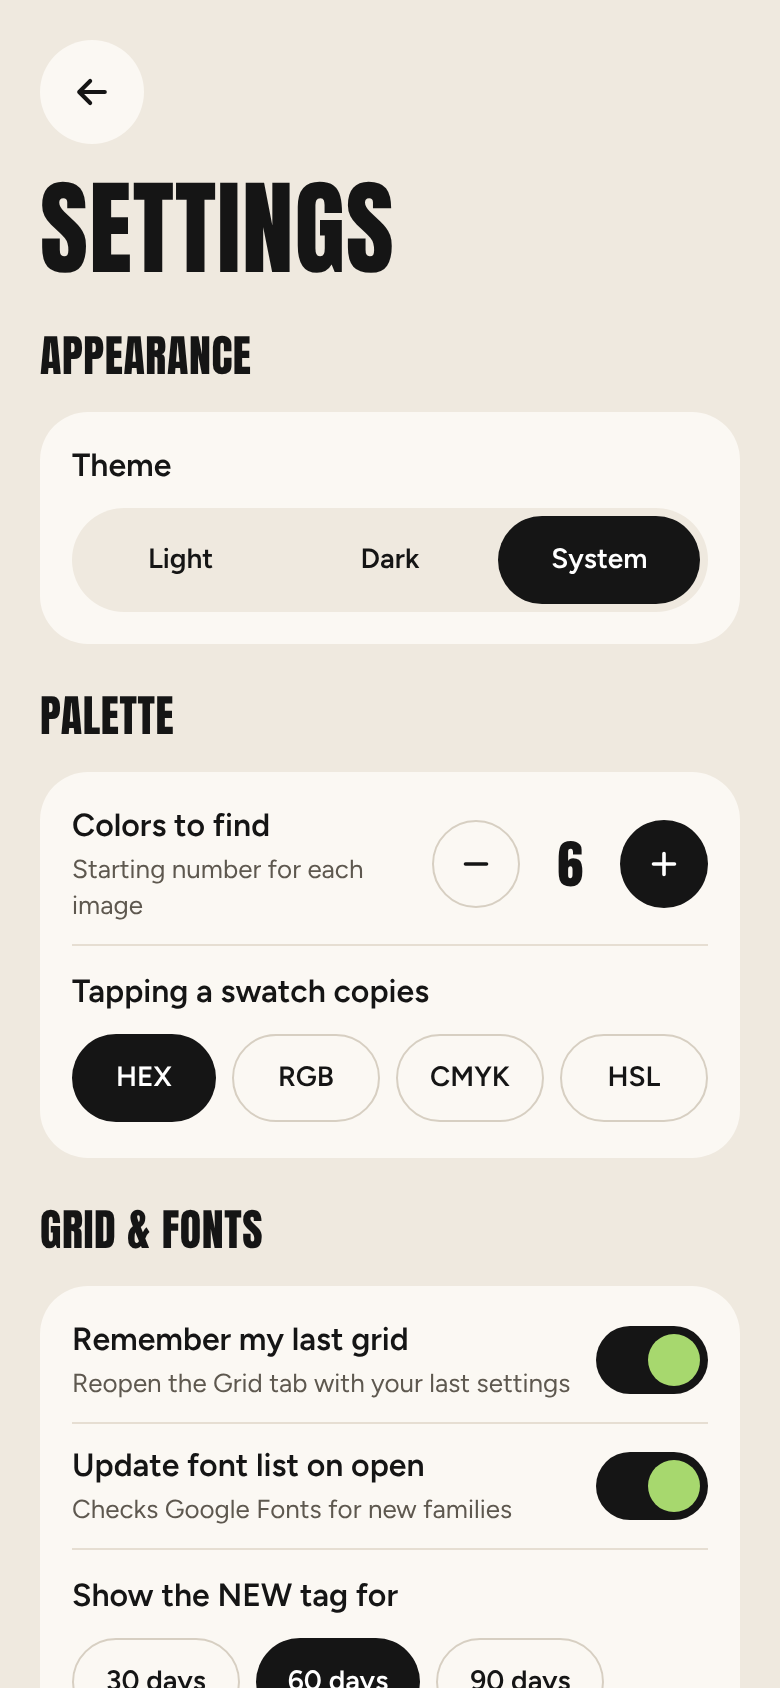 SETTINGS
APPEARANCE
Theme
Light Dark System
PALETTE
Colors to find
Starting number for each
image
6
Tapping a swatch copies
HEX RGB CMYK HSL
GRID & FONTS
Remember my last grid
Reopen the Grid tab with your last settings
Update font list on open
Checks Google Fonts for new families
Show the NEW tag for
30 days 60 days 90 days